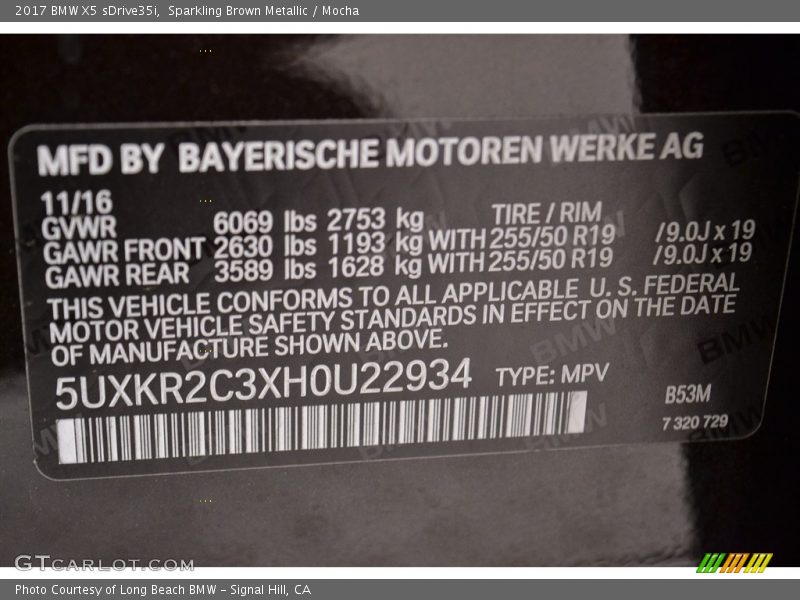 2017 BMW X5 sDrive35i, Sparkling Brown Metallic / Mocha
MFD BY BAYERISCHE MOTOREN WERKE AG
11/16
GVWR 6069 lbs 2753 kg TIRE / RIM
GAWR FRONT 2630 lbs 1193 kg WITH 255/50 R19 /9.0J x 19
GAWR REAR 3589 lbs 1628 kg WITH 255/50 R19 /9.0J x 19
THIS VEHICLE CONFORMS TO ALL APPLICABLE U. S. FEDERAL
MOTOR VEHICLE SAFETY STANDARDS IN EFFECT ON THE DATE
OF MANUFACTURE SHOWN ABOVE.
5UXKR2C3XH0U22934 TYPE: MPV
B53M
7 320 729
GTCARLOT.COM
Photo Courtesy of Long Beach BMW - Signal Hill, CA